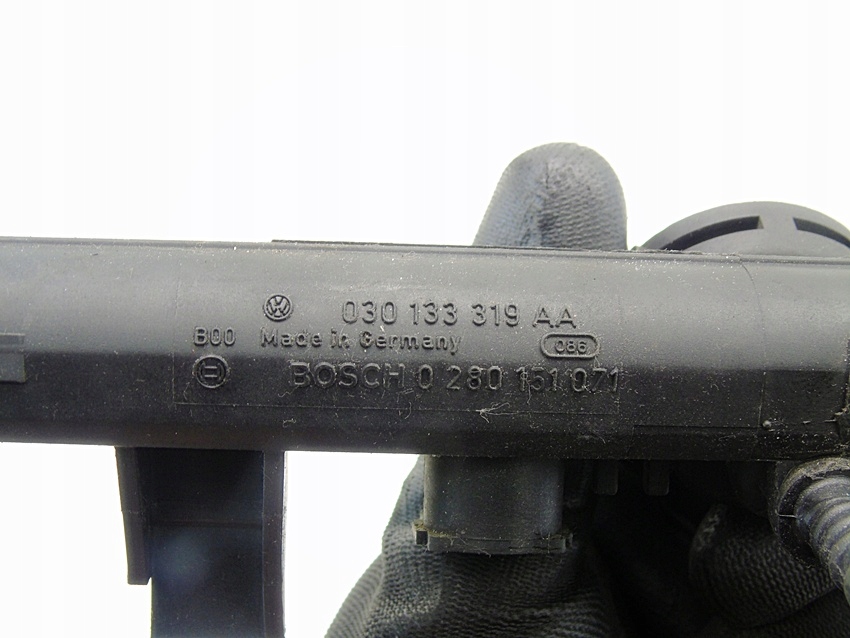 030 133 319 AA
B00 Made in Germany 086
BOSCH 0 280 151 071